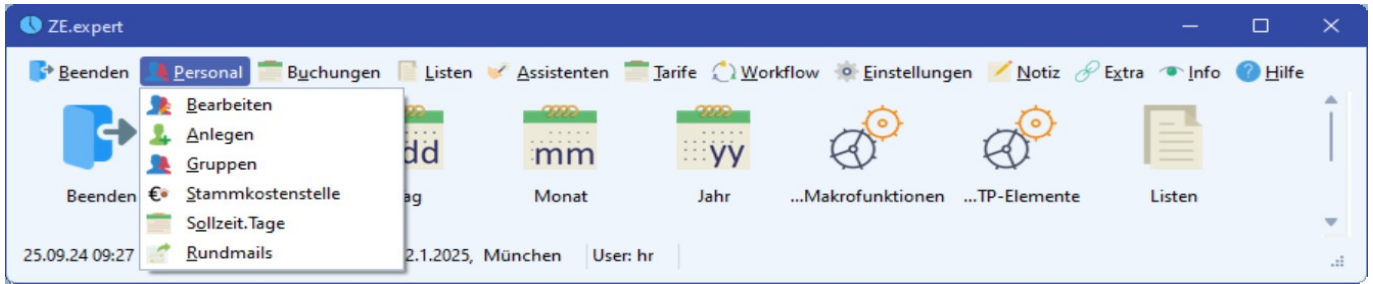 ZE.expert
Beenden Personal Buchungen Listen Assistenten Tarife Workflow Einstellungen Notiz Extra Info Hilfe
Bearbeiten
Anlegen
Gruppen
Stammkostenstelle
Sollzeit.Tage
Rundmails
dd mm yy
Beenden ag Monat Jahr ...Makrofunktionen ...TP-Elemente Listen
25.09.24 09:27 2.1.2025, München User: hr